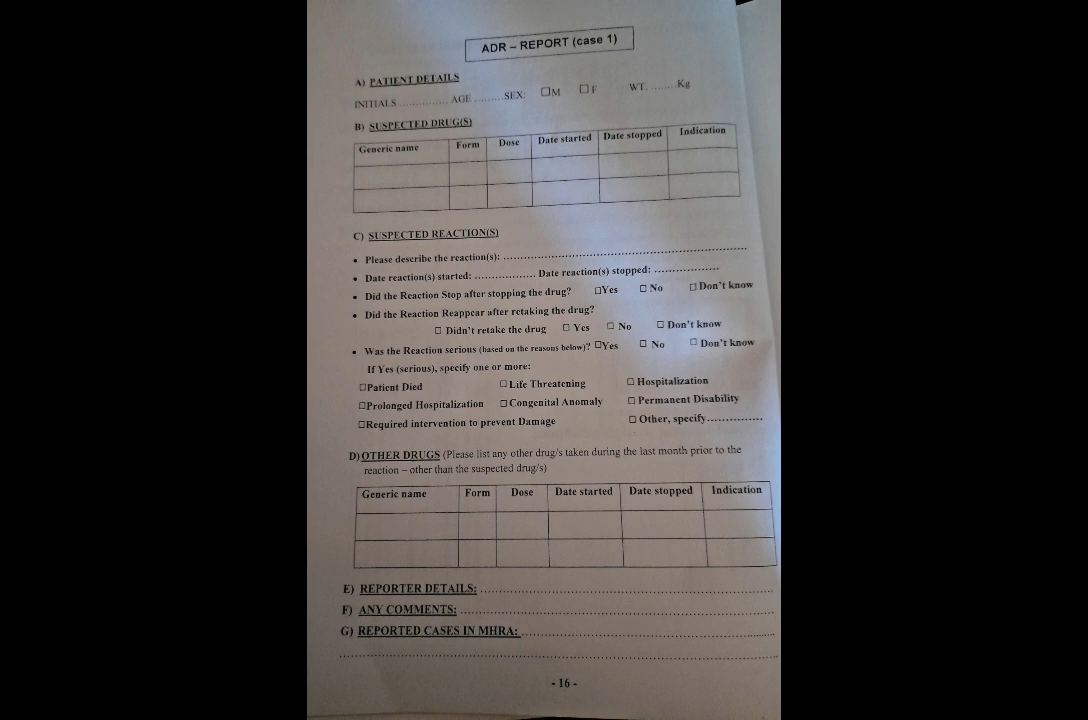 ADR – REPORT (case 1)
A) PATIENT DETAILS
INITIALS ............... AGE ......... SEX: ☐M ☐F WT. ........Kg
B) SUSPECTED DRUG(S)
Generic name Form Dose Date started Date stopped Indication
C) SUSPECTED REACTION(S)
• Please describe the reaction(s): ................................................................
• Date reaction(s) started: .................. Date reaction(s) stopped: ..................
• Did the Reaction Stop after stopping the drug? ☐Yes ☐ No ☐ Don't know
• Did the Reaction Reappear after retaking the drug?
☐ Didn't retake the drug ☐ Yes ☐ No ☐ Don't know
• Was the Reaction serious (based on the reasons below)? ☐Yes ☐ No ☐ Don't know
If Yes (serious), specify one or more:
☐Patient Died ☐Life Threatening ☐ Hospitalization
☐Prolonged Hospitalization ☐Congenital Anomaly ☐ Permanent Disability
☐Required intervention to prevent Damage ☐ Other, specify...............
D) OTHER DRUGS (Please list any other drug/s taken during the last month prior to the
reaction – other than the suspected drug/s)
Generic name Form Dose Date started Date stopped Indication
E) REPORTER DETAILS: ................................................................
F) ANY COMMENTS: ................................................................
G) REPORTED CASES IN MHRA: ................................................................
................................................................
- 16 -